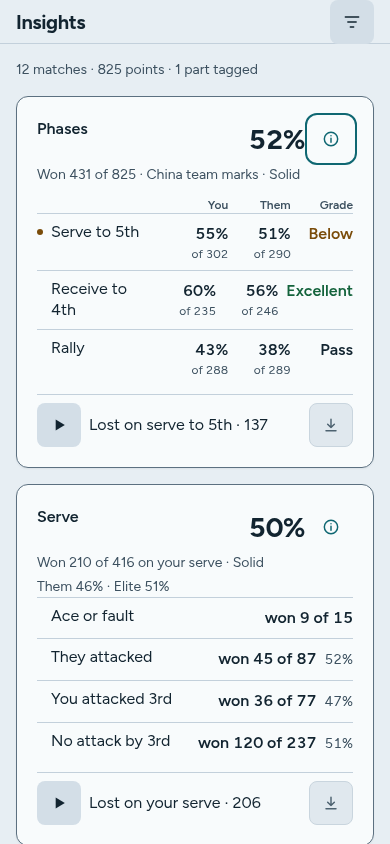 Insights
12 matches · 825 points · 1 part tagged
Phases
52%
Won 431 of 825 · China team marks · Solid
You Them Grade
Serve to 5th 55% 51% Below
of 302 of 290
Receive to 4th 60% 56% Excellent
of 235 of 246
Rally 43% 38% Pass
of 288 of 289
Lost on serve to 5th · 137
Serve
50%
Won 210 of 416 on your serve · Solid
Them 46% · Elite 51%
Ace or fault won 9 of 15
They attacked won 45 of 87 52%
You attacked 3rd won 36 of 77 47%
No attack by 3rd won 120 of 237 51%
Lost on your serve · 206